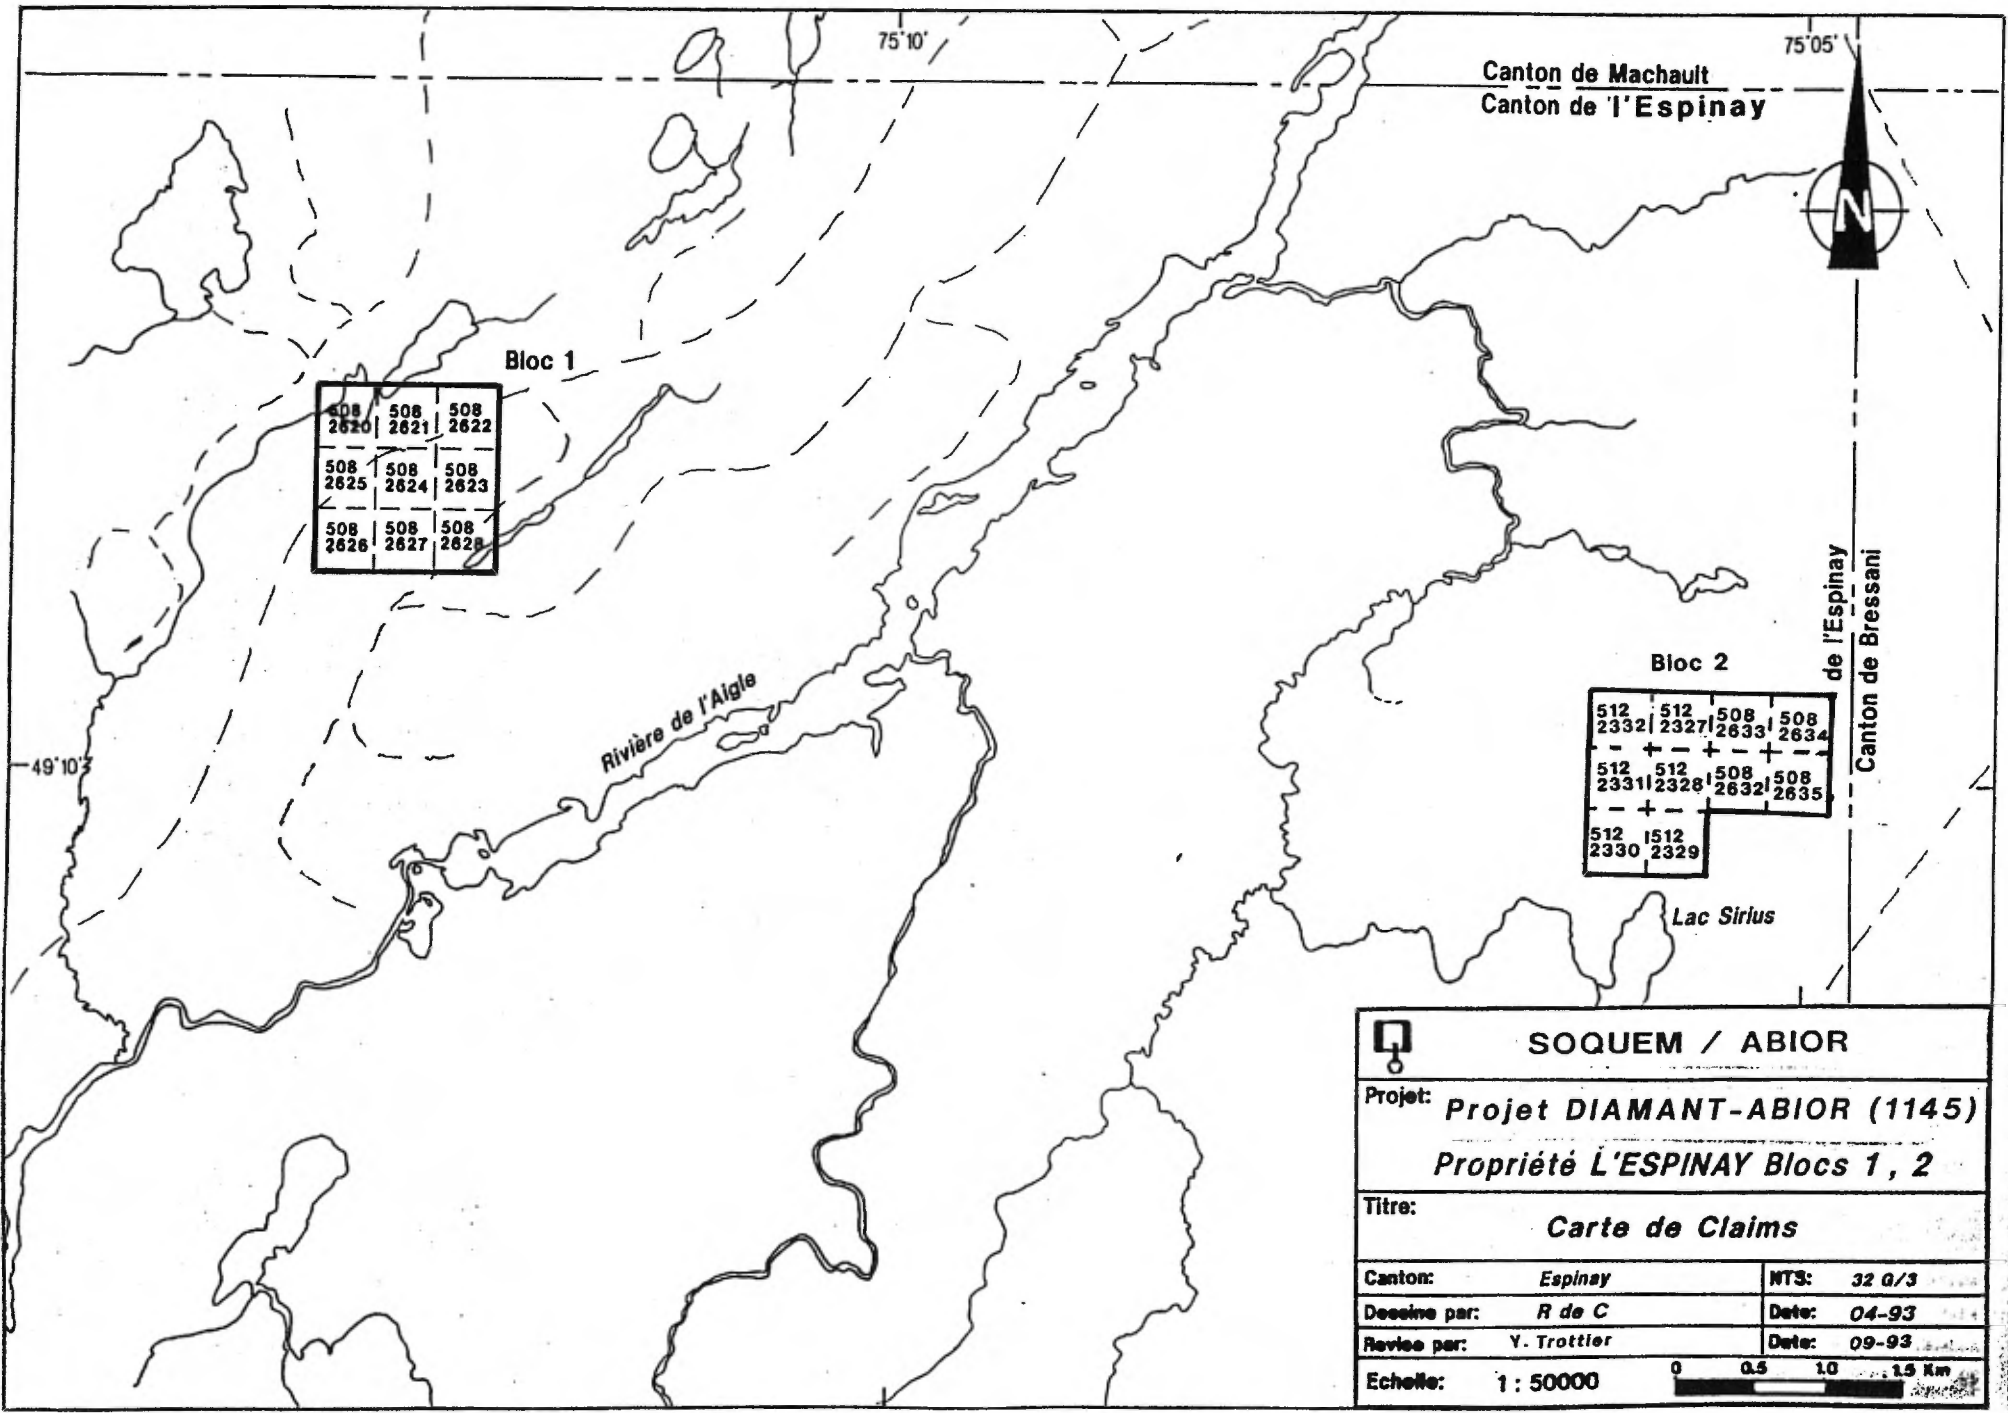 75°10'
75°05'
Canton de Machault
Canton de l'Espinay
N
Bloc 1
508
2620
508
2621
508
2622
508
2625
508
2624
508
2623
508
2626
508
2627
508
2628
Rivière de l'Aigle
49°10'
de l'Espinay
Canton de Bressani
Bloc 2
512
2332
512
2327
508
2633
508
2634
512
2331
512
2328
508
2632
508
2635
512
2330
512
2329
Lac Sirius
SOQUEM / ABIOR
Projet: Projet DIAMANT-ABIOR (1145)
Propriété L'ESPINAY Blocs 1, 2
Titre:
Carte de Claims
Canton: Espinay NTS: 32 G/3
Dessine par: R de C Date: 04-93
Revise par: Y. Trottier Date: 09-93
Echelle: 1 : 50000 0 0.5 1.0 1.5 Km